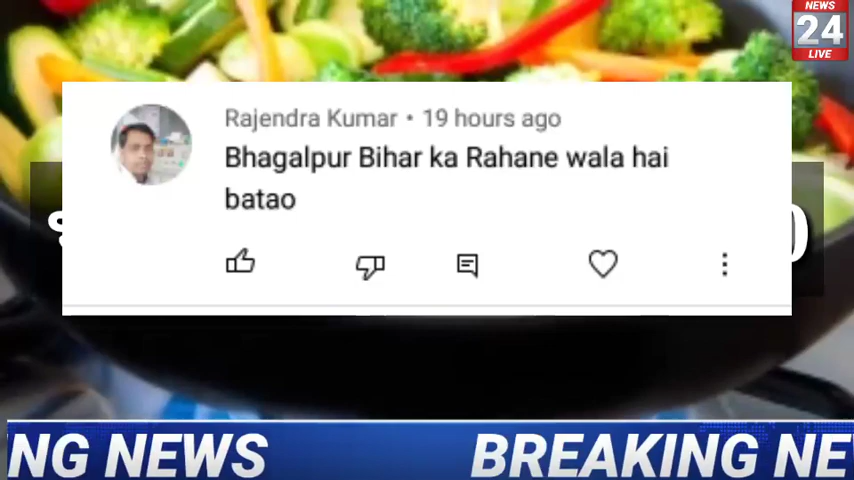 NEWS
24
LIVE
Rajendra Kumar • 19 hours ago
Bhagalpur Bihar ka Rahane wala hai
batao
NG NEWS BREAKING NE